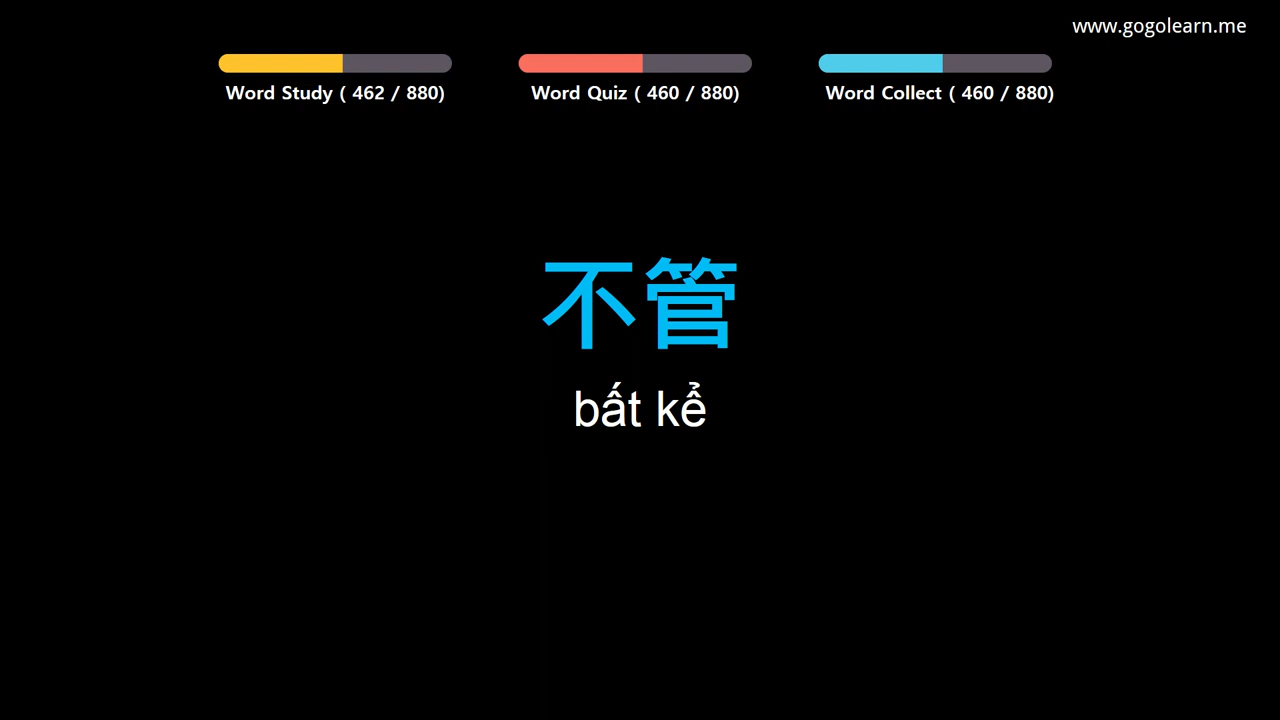 www.gogolearn.me
Word Study ( 462 / 880) Word Quiz ( 460 / 880) Word Collect ( 460 / 880)
不管
bất kể